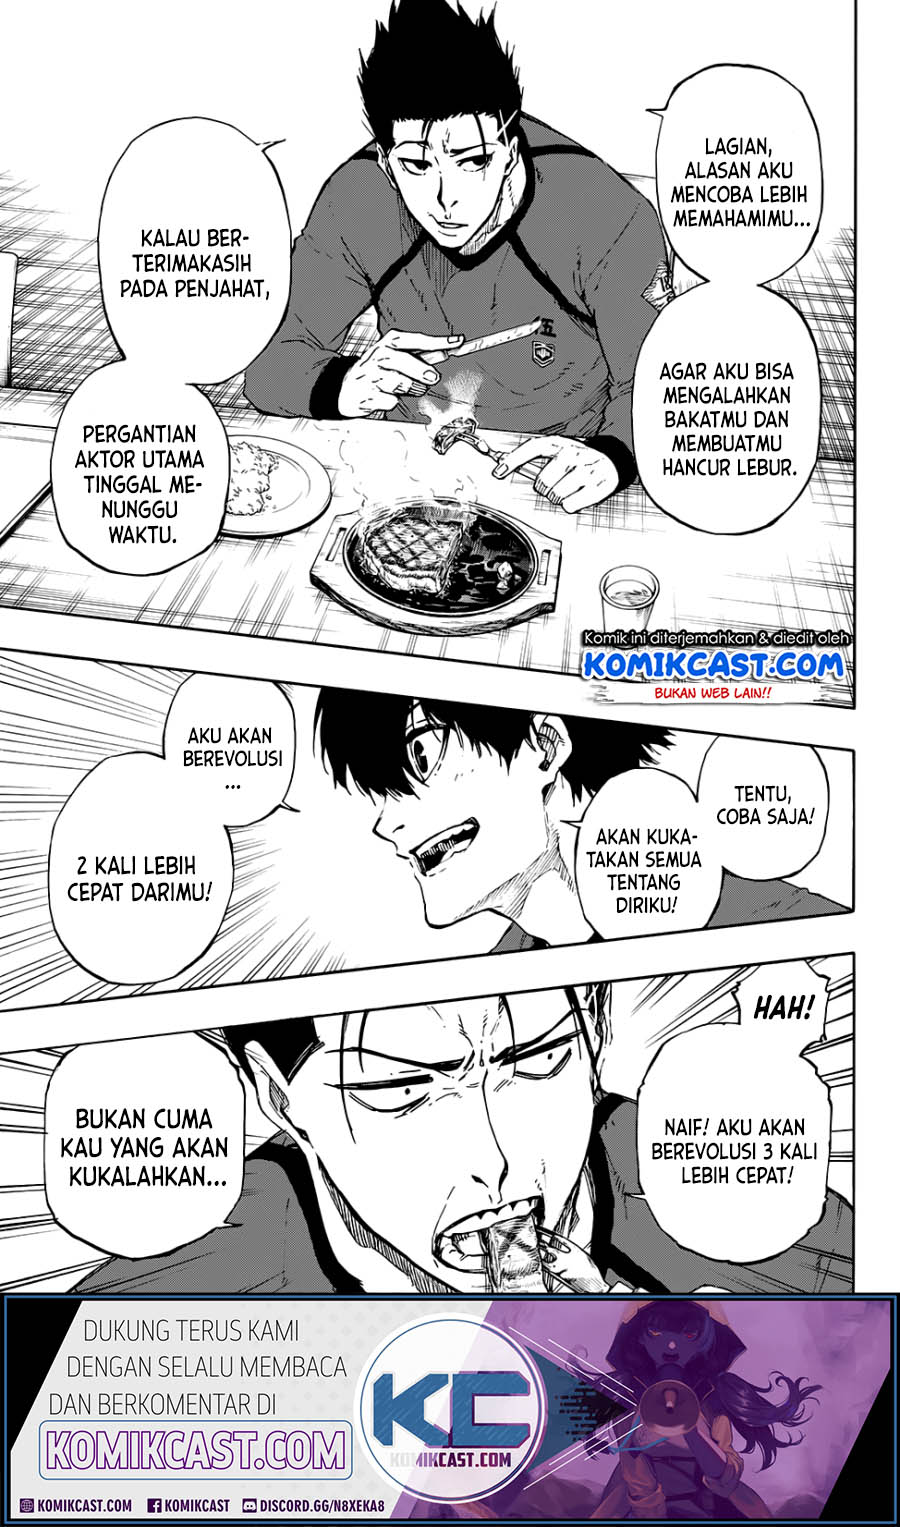 LAGIAN,
ALASAN AKU
MENCOBA LEBIH
MEMAHAMIMU...
AGAR AKU BISA
MENGALAHKAN
BAKATMU DAN
MEMBUATMU
HANCUR LEBUR.
KALAU BER-
TERIMAKASIH
PADA PENJAHAT,
PERGANTIAN
AKTOR UTAMA
TINGGAL ME-
NUNGGU
WAKTU.
伍
Komik ini diterjemahkan & diedit oleh
KOMIKCAST.COM
BUKAN WEB LAIN!!
TENTU,
COBA SAJA!
AKAN KUKA-
TAKAN SEMUA
TENTANG
DIRIKU!
AKU AKAN
BEREVOLUSI
...
2 KALI LEBIH
CEPAT DARIMU!
HAH!
NAIF! AKU AKAN
BEREVOLUSI 3 KALI
LEBIH CEPAT!
BUKAN CUMA
KAU YANG AKAN
KUKALAHKAN...
DUKUNG TERUS KAMI
DENGAN SELALU MEMBACA
DAN BERKOMENTAR DI
KOMIKCAST.COM
KC
KOMIKCAST.COM
KOMIKCAST.COM
KOMIKCAST
DISCORD.GG/N8XEKA8